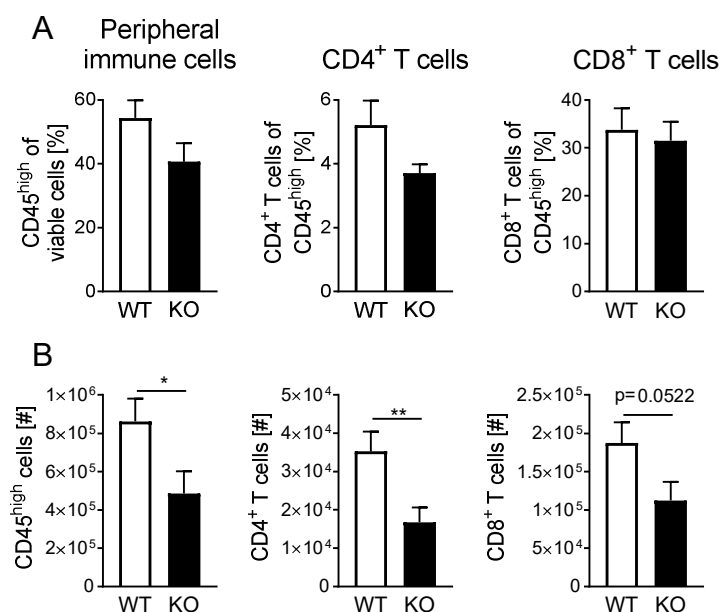 A
Peripheral
immune cells
CD4⁺ T cells
CD8⁺ T cells
CD45ʰⁱᵍʰ of
viable cells [%]
60
40
20
0
WT KO
CD4⁺ T cells of
CD45ʰⁱᵍʰ [%]
6
4
2
0
WT KO
CD8⁺ T cells of
CD45ʰⁱᵍʰ [%]
40
30
20
10
0
WT KO
B
CD45ʰⁱᵍʰ cells [#]
1×10⁶
8×10⁵
6×10⁵
4×10⁵
2×10⁵
0
*
WT KO
CD4⁺ T cells [#]
5×10⁴
4×10⁴
3×10⁴
2×10⁴
1×10⁴
0
**
WT KO
CD8⁺ T cells [#]
2.5×10⁵
2×10⁵
1.5×10⁵
1×10⁵
5×10⁴
0
p=0.0522
WT KO